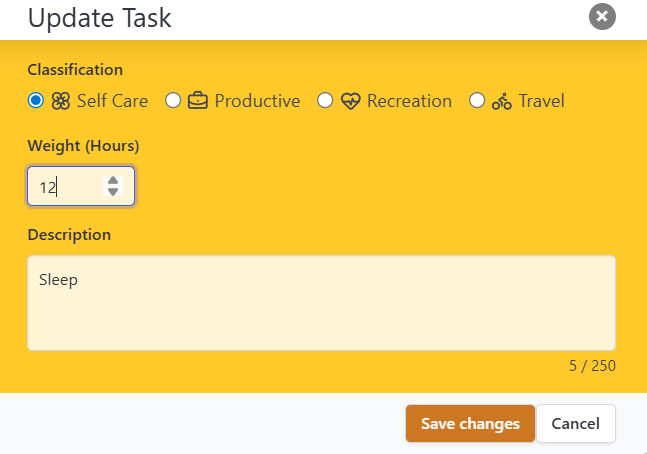 Update Task
Classification
Self Care Productive Recreation Travel
Weight (Hours)
12
Description
Sleep
5 / 250
Save changes Cancel